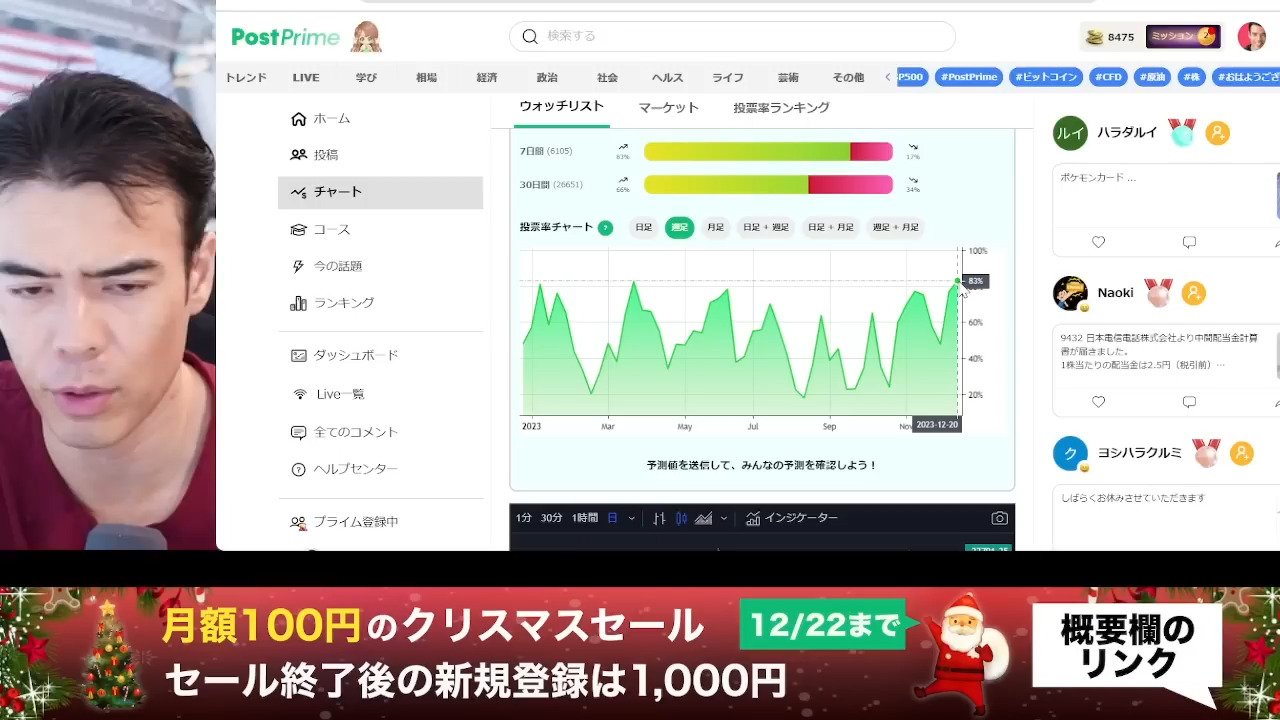 PostPrime
検索する
8475
ミッション
トレンド
LIVE
学び
相場
経済
政治
社会
ヘルス
ライフ
芸術
その他
P500
#PostPrime
#ビットコイン
#CFD
#原油
#株
#おはようござ
ホーム
投稿
チャート
コース
今の話題
ランキング
ダッシュボード
Live一覧
全てのコメント
ヘルプセンター
プライム登録中
ウォッチリスト
マーケット
投票率ランキング
7日間 (6105)
83%
17%
30日間 (26651)
66%
34%
投票率チャート ?
日足
週足
月足
日足 + 週足
日足 + 月足
週足 + 月足
100%
83%
60%
40%
20%
2023
Mar
May
Jul
Sep
Nov
2023-12-20
予測値を送信して、みんなの予測を確認しよう！
1分
30分
1時間
日
インジケーター
ルイ
ハラダルイ
ポケモンカード ...
Naoki
9432 日本電信電話株式会社より中間配当金計算
書が届きました。
1株当たりの配当金は2.5円（税引前）…
ク
ヨシハラクルミ
しばらくお休みさせていただきます
月額100円のクリスマスセール
12/22まで
セール終了後の新規登録は1,000円
概要欄の
リンク